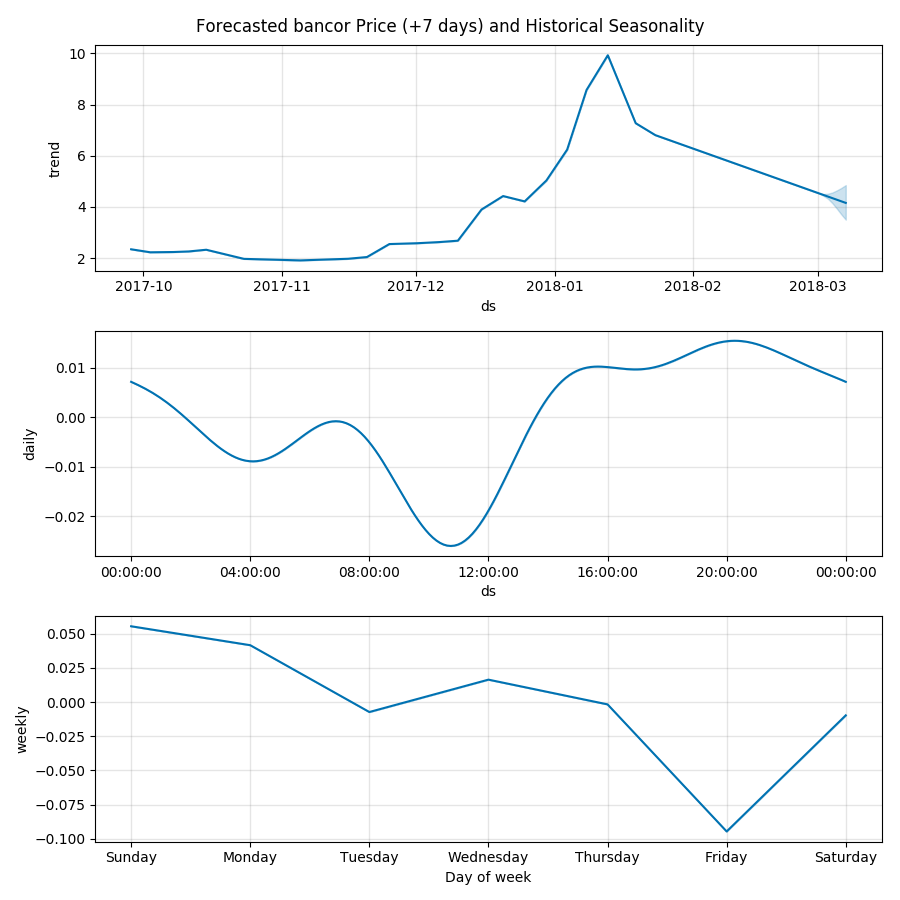 Forecasted bancor Price (+7 days) and Historical Seasonality
10
8
6
4
2
trend
2017-10 2017-11 2017-12 2018-01 2018-02 2018-03
ds
0.01
0.00
−0.01
−0.02
daily
00:00:00 04:00:00 08:00:00 12:00:00 16:00:00 20:00:00 00:00:00
ds
0.050
0.025
0.000
−0.025
−0.050
−0.075
−0.100
weekly
Sunday Monday Tuesday Wednesday Thursday Friday Saturday
Day of week